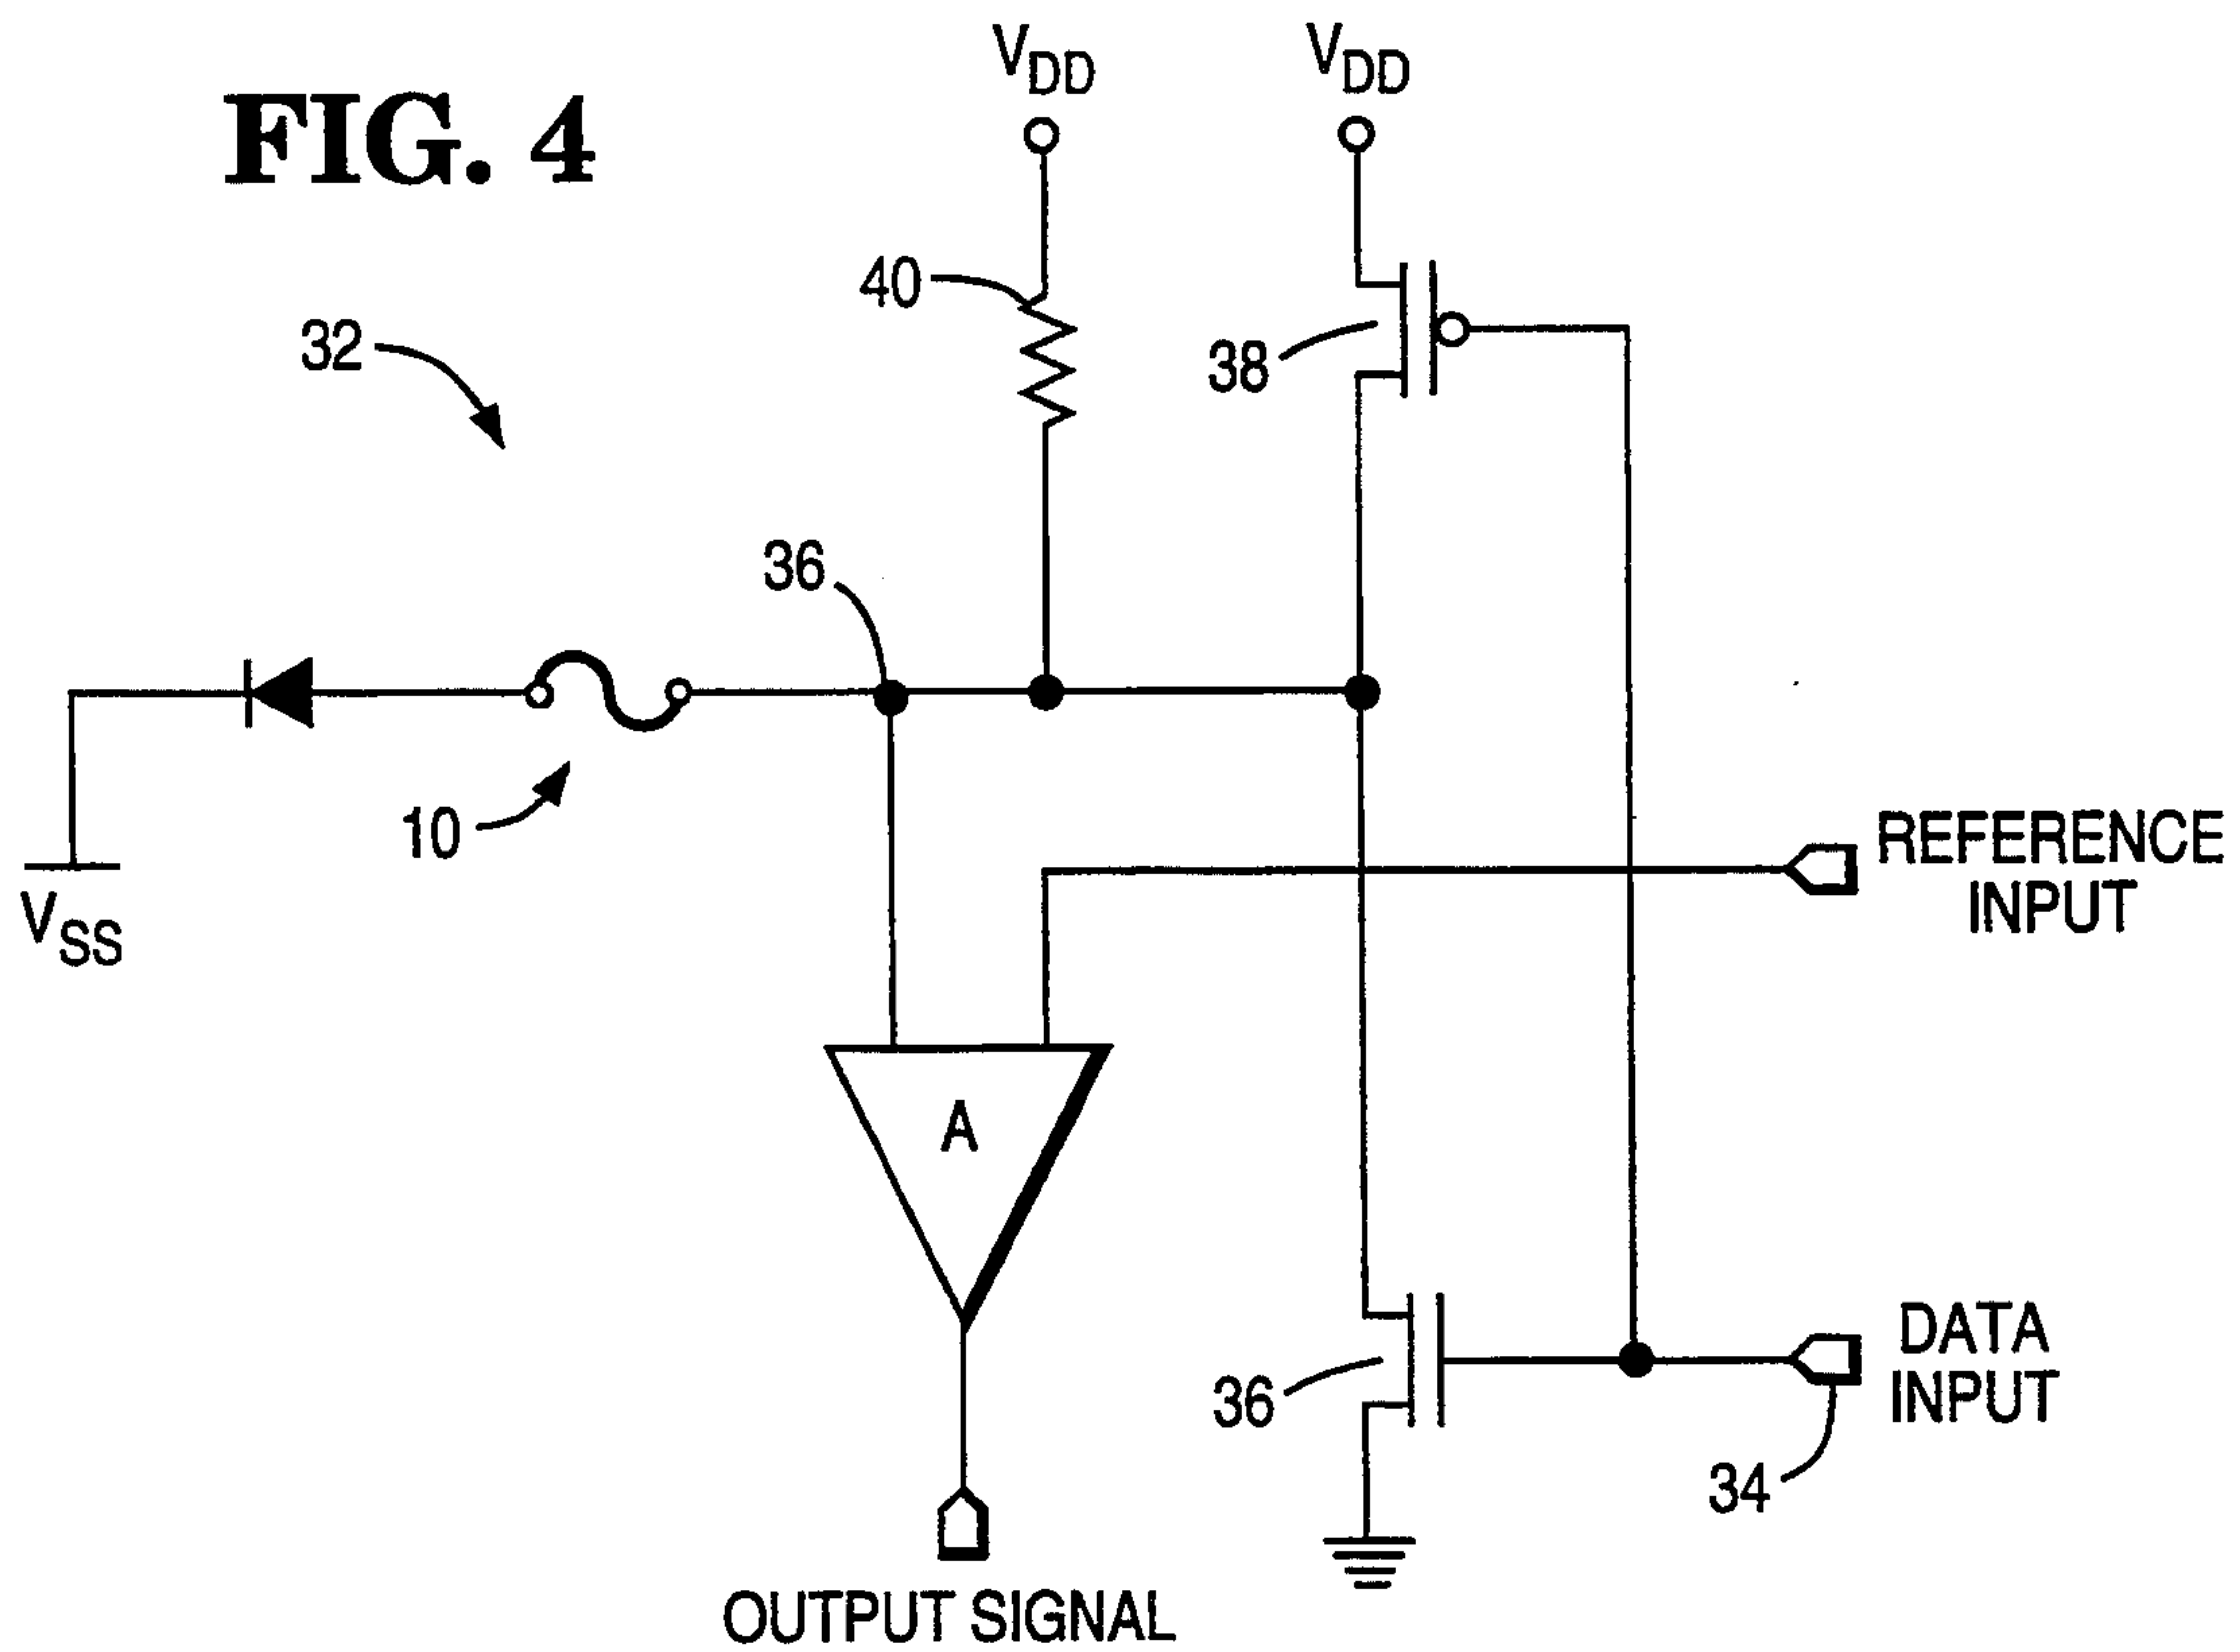 FIG. 4
VDD
VDD
40
32
38
36
10
REFERENCE
INPUT
VSS
A
DATA
INPUT
36
34
OUTPUT SIGNAL